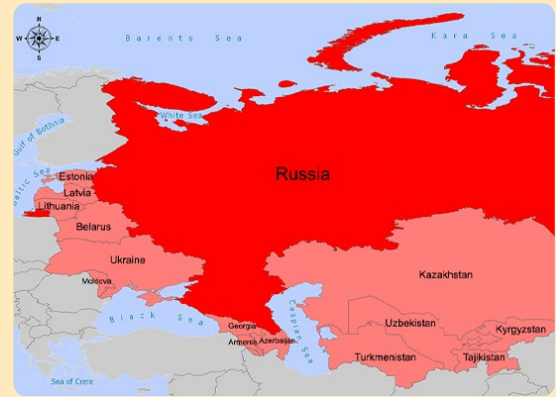 N
W E
S
Barents Sea
Kara Sea
White Sea
Gulf of Bothnia
Baltic Sea
Russia
Estonia
Latvia
Lithuania
Belarus
Ukraine
Moldova
Kazakhstan
Black Sea
Caspian Sea
Georgia
Armenia
Azerbaijan
Uzbekistan
Kyrgyzstan
Turkmenistan
Tajikistan
Sea of Crete